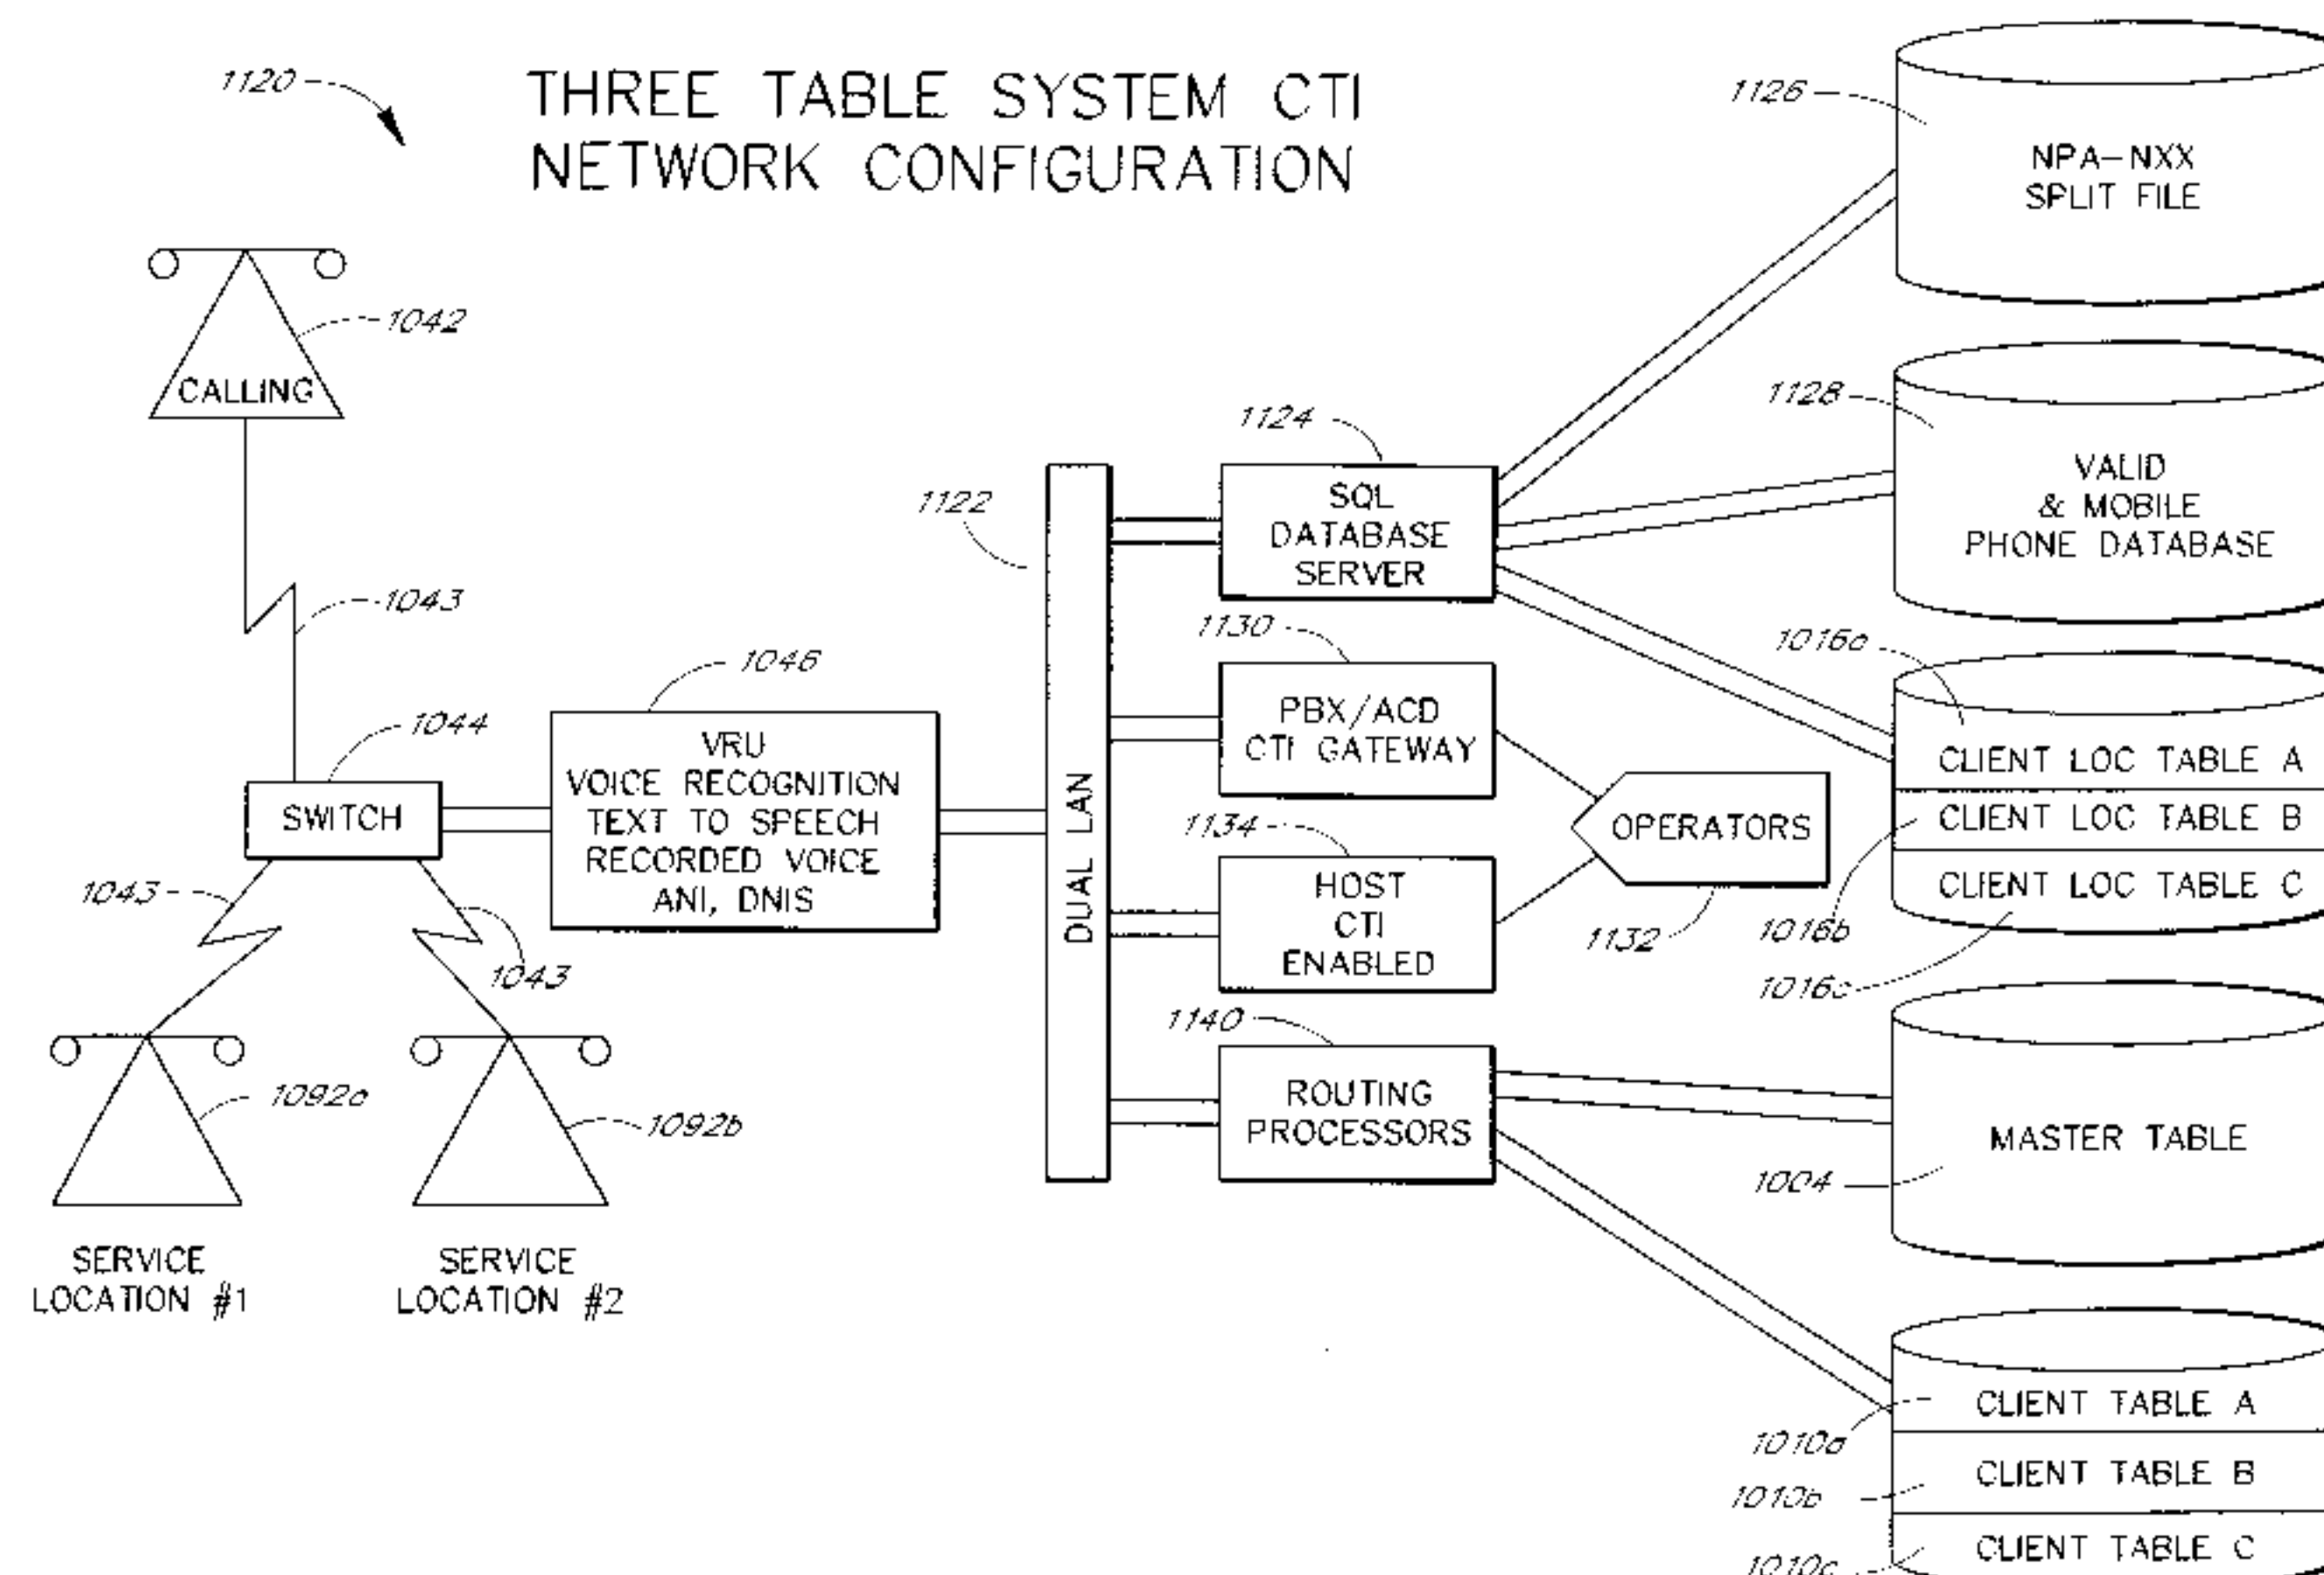 1120
THREE TABLE SYSTEM CTI
NETWORK CONFIGURATION
1126
NPA-NXX
SPLIT FILE
1042
CALLING
1128
VALID
& MOBILE
PHONE DATABASE
1124
SQL
DATABASE
SERVER
1122
1043
1130
PBX/ACD
CTI GATEWAY
1016a
CLIENT LOC TABLE A
CLIENT LOC TABLE B
CLIENT LOC TABLE C
1016b
1016c
1046
VRU
VOICE RECOGNITION
TEXT TO SPEECH
RECORDED VOICE
ANI, DNIS
1044
SWITCH
DUAL LAN
1134
HOST
CTI
ENABLED
OPERATORS
1132
1043
1043
1140
ROUTING
PROCESSORS
MASTER TABLE
1004
1092a
1092b
SERVICE
LOCATION #1
SERVICE
LOCATION #2
CLIENT TABLE A
1010a
CLIENT TABLE B
1010b
CLIENT TABLE C
1010c